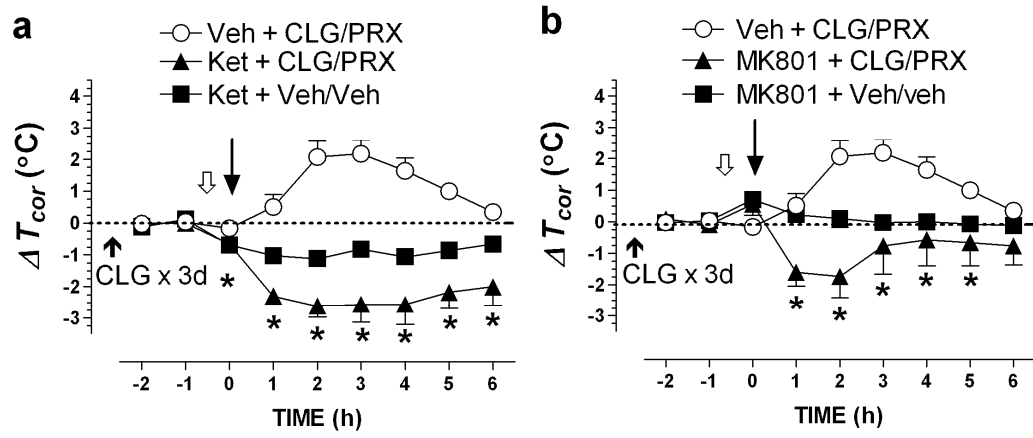 a
Veh + CLG/PRX
Ket + CLG/PRX
Ket + Veh/Veh
Δ T cor (°C)
4
3
2
1
0
-1
-2
-3
CLG x 3d
* * * * * * *
-2 -1 0 1 2 3 4 5 6
TIME (h)
b
Veh + CLG/PRX
MK801 + CLG/PRX
MK801 + Veh/veh
Δ T cor (°C)
4
3
2
1
0
-1
-2
-3
CLG x 3d
* * * * *
-2 -1 0 1 2 3 4 5 6
TIME (h)